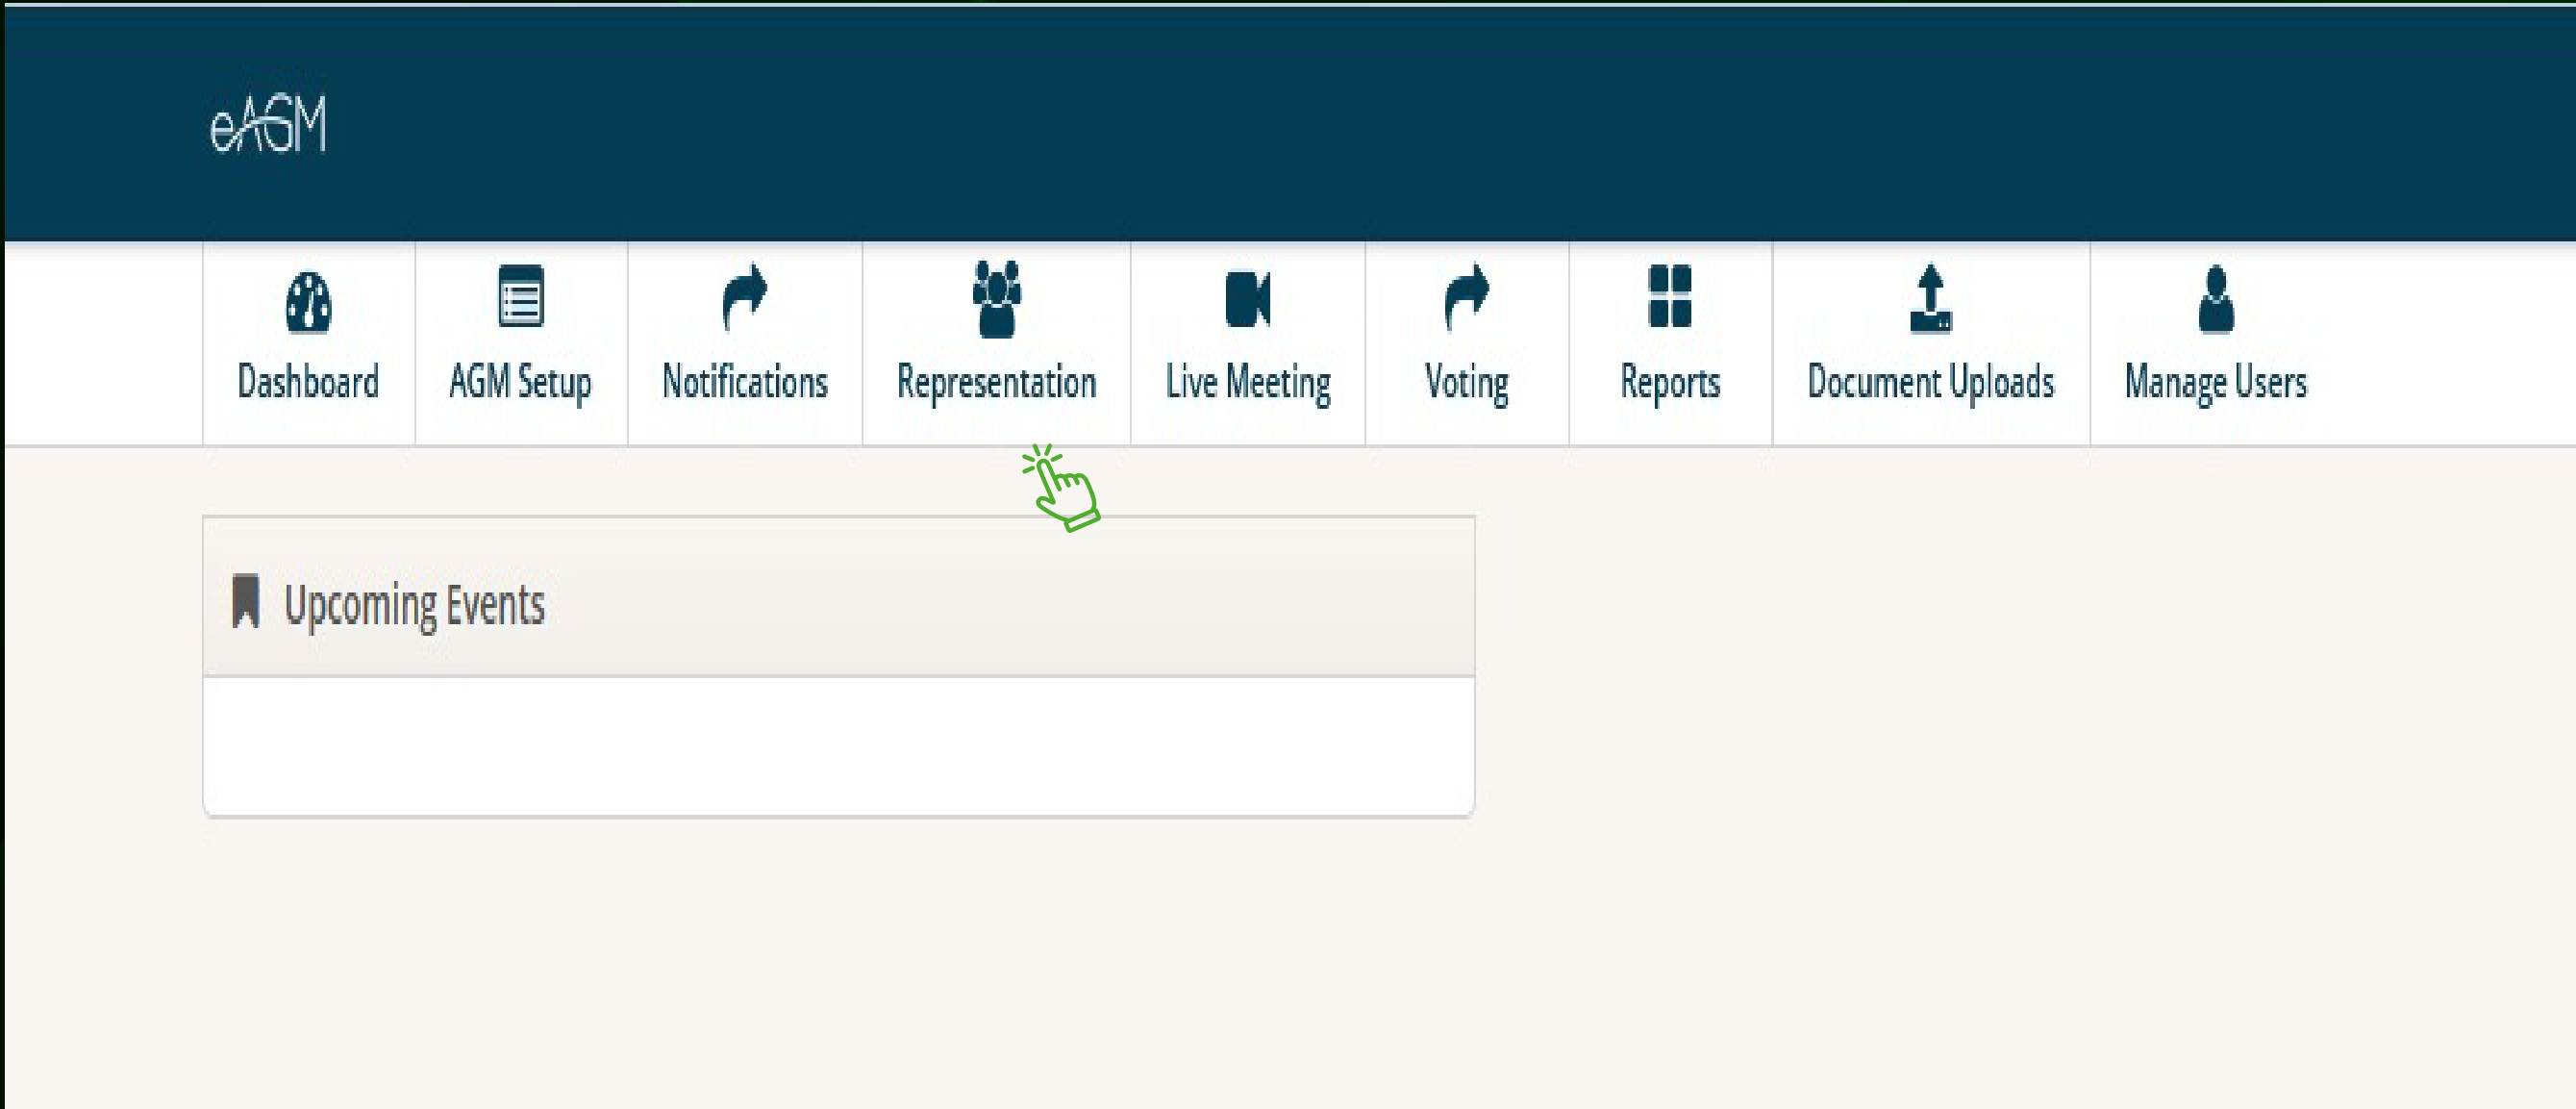 eAGM
Dashboard
AGM Setup
Notifications
Representation
Live Meeting
Voting
Reports
Document Uploads
Manage Users
Upcoming Events